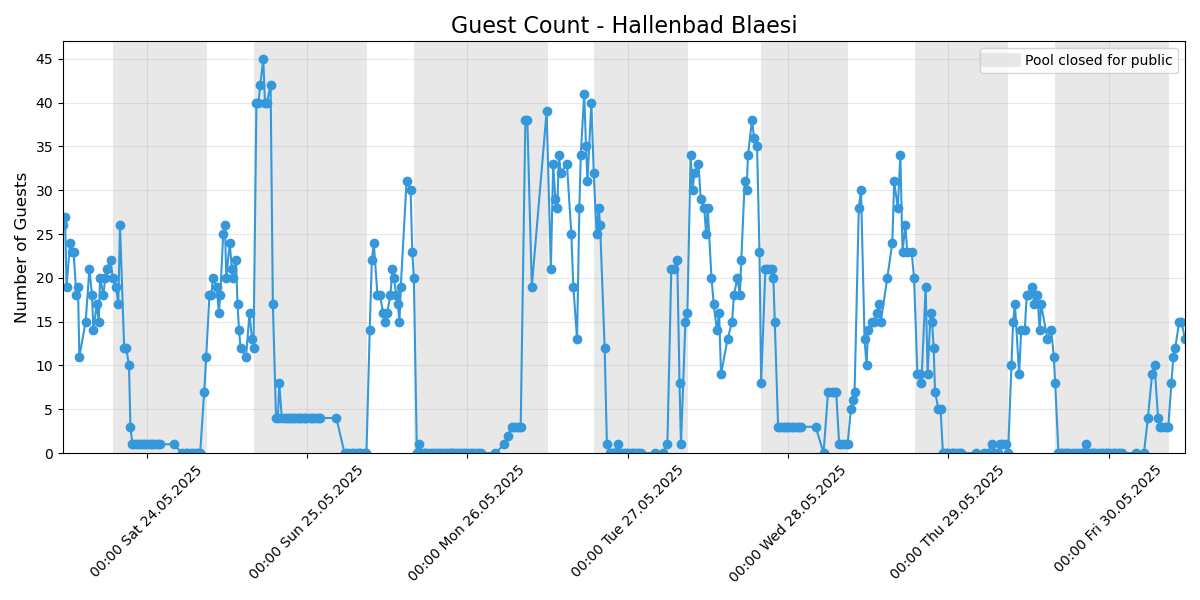 Guest Count - Hallenbad Blaesi
Pool closed for public
Number of Guests
45
40
35
30
25
20
15
10
5
0
00:00 Sat 24.05.2025
00:00 Sun 25.05.2025
00:00 Mon 26.05.2025
00:00 Tue 27.05.2025
00:00 Wed 28.05.2025
00:00 Thu 29.05.2025
00:00 Fri 30.05.2025